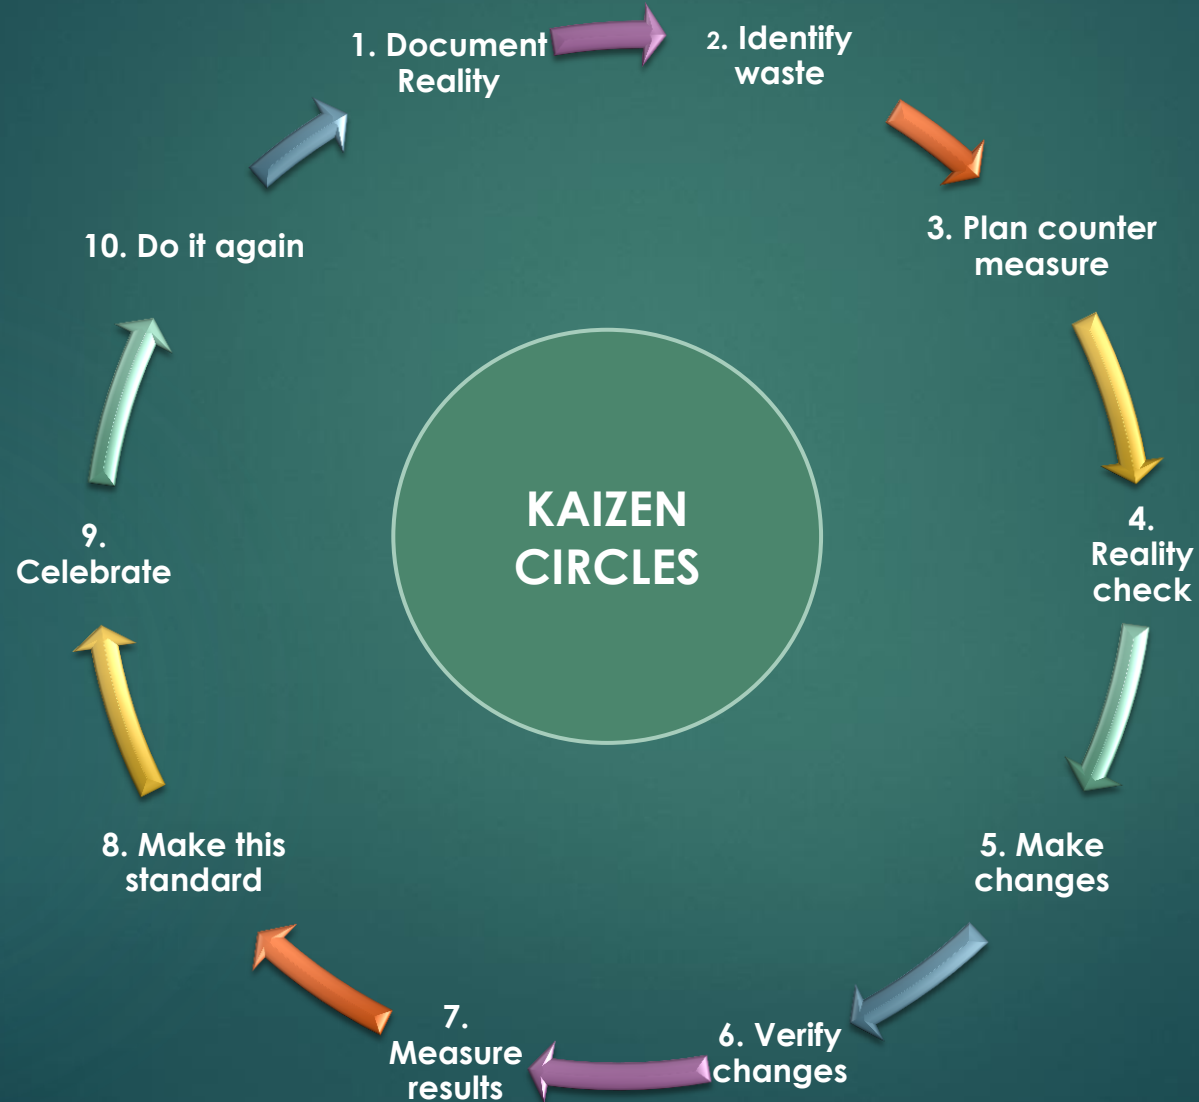 1. Document
Reality
2. Identify
waste
3. Plan counter
measure
4.
Reality
check
5. Make
changes
6. Verify
changes
7.
Measure
results
8. Make this
standard
9.
Celebrate
10. Do it again
KAIZEN
CIRCLES